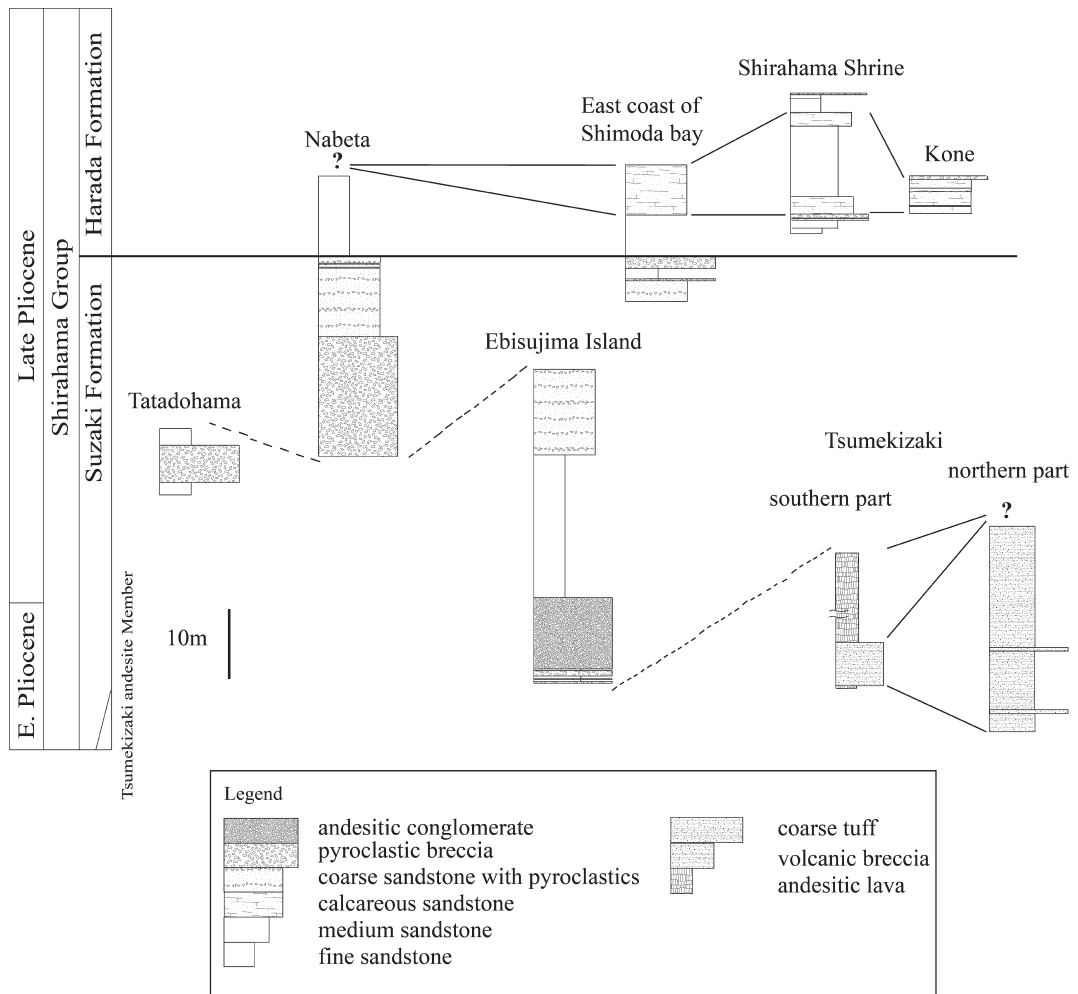 Late Pliocene
E. Pliocene
Shirahama Group
Harada Formation
Suzaki Formation
Tsumekizaki andesite Member
Nabeta
?
East coast of
Shimoda bay
Shirahama Shrine
Kone
Tatadohama
Ebisujima Island
Tsumekizaki
southern part
northern part
?
10m
Legend
andesitic conglomerate
pyroclastic breccia
coarse sandstone with pyroclastics
calcareous sandstone
medium sandstone
fine sandstone
coarse tuff
volcanic breccia
andesitic lava